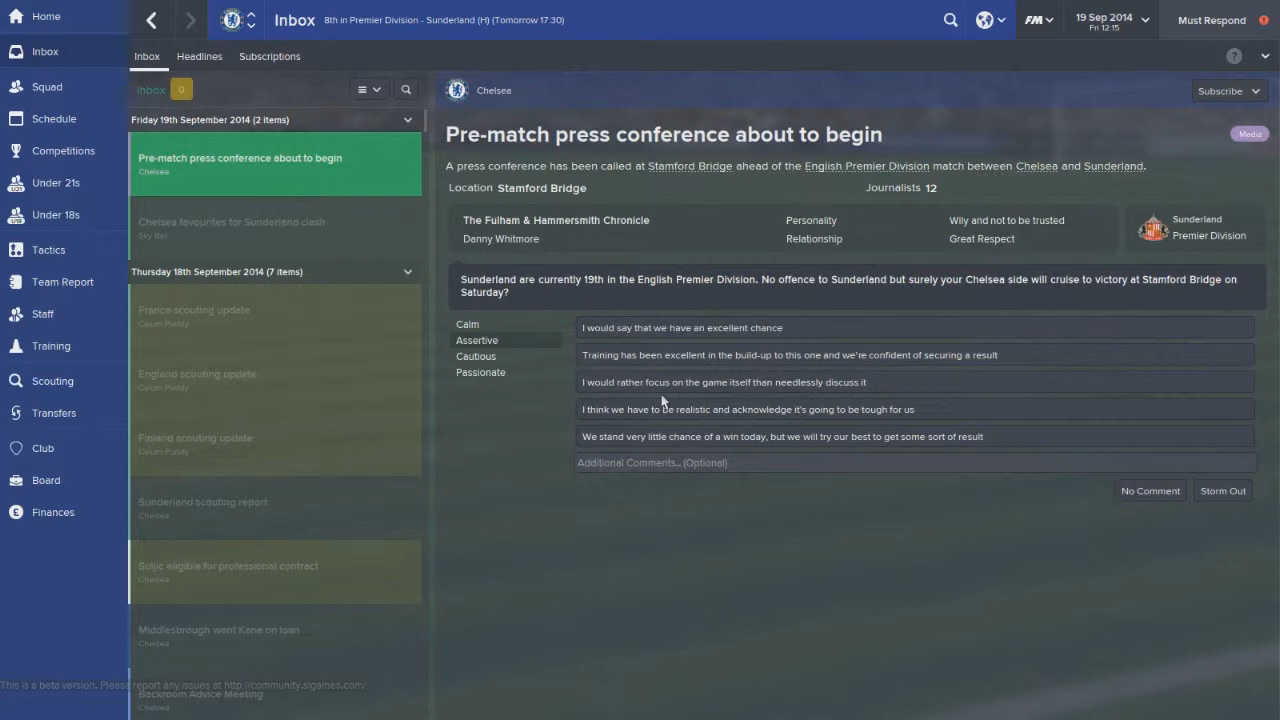 Home
Inbox
Squad
Schedule
Competitions
Under 21s
Under 18s
Tactics
Team Report
Staff
Training
Scouting
Transfers
Club
Board
Finances
Inbox
8th in Premier Division - Sunderland (H) (Tomorrow 17:30)
FM
19 Sep 2014
Fri 12:15
Must Respond
Inbox
Headlines
Subscriptions
Inbox 0
Friday 19th September 2014 (2 items)
Pre-match press conference about to begin
Chelsea
Chelsea favourites for Sunderland clash
Sky Bet
Thursday 18th September 2014 (7 items)
France scouting update
Calum Puddy
England scouting update
Calum Puddy
Finland scouting update
Calum Puddy
Sunderland scouting report
Chelsea
Suljic eligible for professional contract
Chelsea
Middlesbrough want Kane on loan
Chelsea
This is a beta version. Please report any issues at http://community.sigames.com/
Backroom Advice Meeting
Chelsea
Chelsea
Subscribe
Pre-match press conference about to begin
Media
A press conference has been called at Stamford Bridge ahead of the English Premier Division match between Chelsea and Sunderland.
Location Stamford Bridge
Journalists 12
The Fulham & Hammersmith Chronicle
Personality
Wily and not to be trusted
Danny Whitmore
Relationship
Great Respect
Sunderland
Premier Division
Sunderland are currently 19th in the English Premier Division. No offence to Sunderland but surely your Chelsea side will cruise to victory at Stamford Bridge on
Saturday?
Calm
Assertive
Cautious
Passionate
I would say that we have an excellent chance
Training has been excellent in the build-up to this one and we're confident of securing a result
I would rather focus on the game itself than needlessly discuss it
I think we have to be realistic and acknowledge it's going to be tough for us
We stand very little chance of a win today, but we will try our best to get some sort of result
Additional Comments.. (Optional)
No Comment
Storm Out